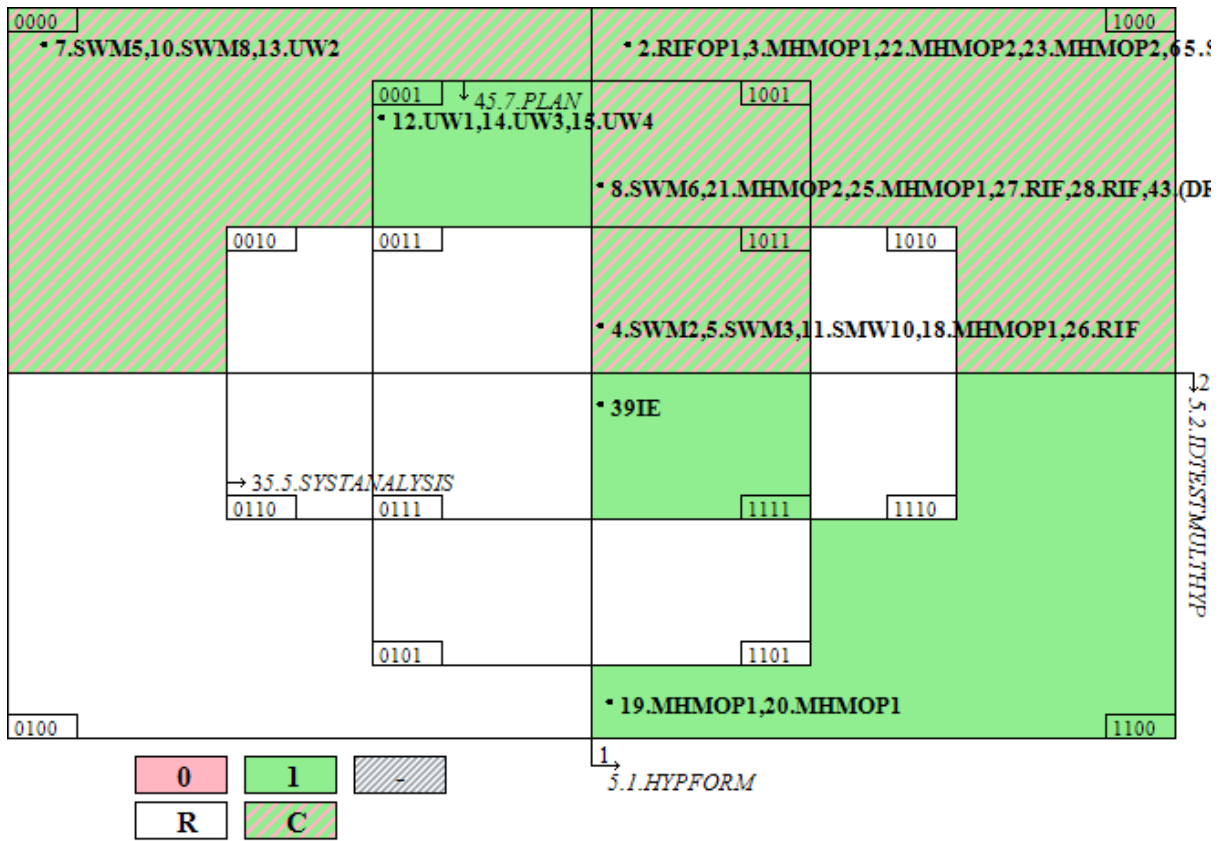 0000 1000
7.SWM5,10.SWM8,13.UW2 2.RIFOP1,3.MHMOP1,22.MHMOP2,23.MHMOP2,65.S
0001 45.7.PLAN 1001
12.UW1,14.UW3,15.UW4
8.SWM6,21.MHMOP2,25.MHMOP1,27.RIF,28.RIF,43.(DR
0010 0011 1011 1010
4.SWM2,5.SWM3,11.SMW10,18.MHMOP1,26.RIF
2
5.2.IDTESTMULTHYP
39IE
35.5.SYSTANALYSIS
0110 0111 1111 1110
0101 1101
19.MHMOP1,20.MHMOP1
0100 1100
1
5.1.HYPFORM
0 1 -
R C